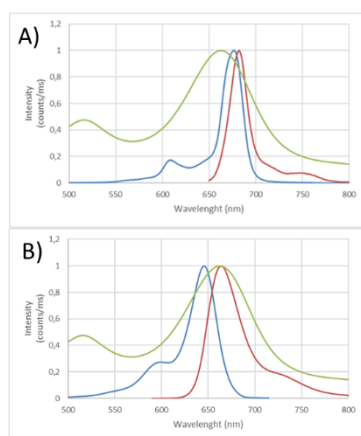 A)
Intensity
(counts/ms)
1,2
1
0,8
0,6
0,4
0,2
0
500 550 600 650 700 750 800
Wavelenght (nm)
B)
Intensity
(counts/ms)
1,2
1
0,8
0,6
0,4
0,2
0
500 550 600 650 700 750 800
Wavelenght (nm)